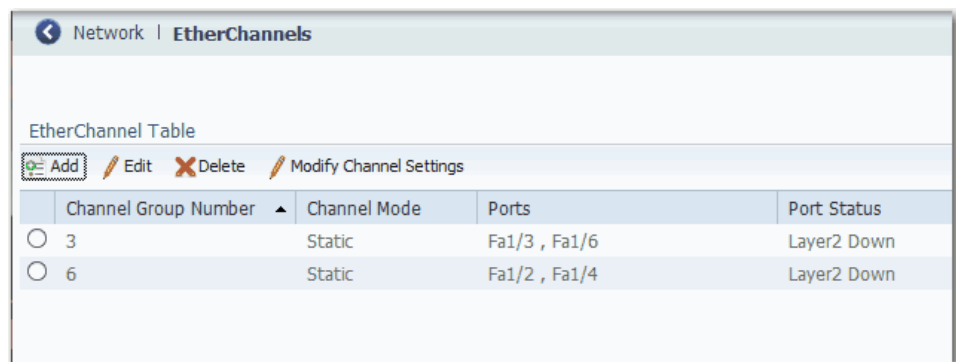 Network | EtherChannels
EtherChannel Table
Add Edit Delete Modify Channel Settings
Channel Group Number Channel Mode Ports Port Status
3 Static Fa1/3 , Fa1/6 Layer2 Down
6 Static Fa1/2 , Fa1/4 Layer2 Down